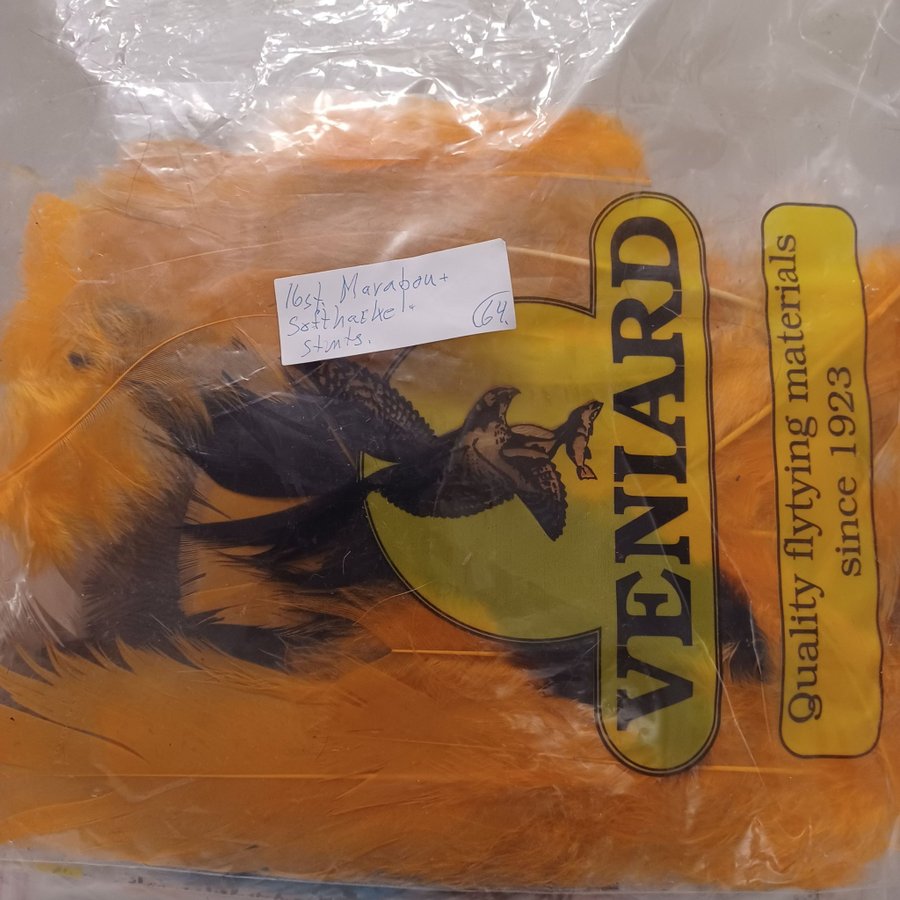 16st. Marabou +
Softhackel +
stunts.
64.
VENIARD
Quality flytying materials
since 1923